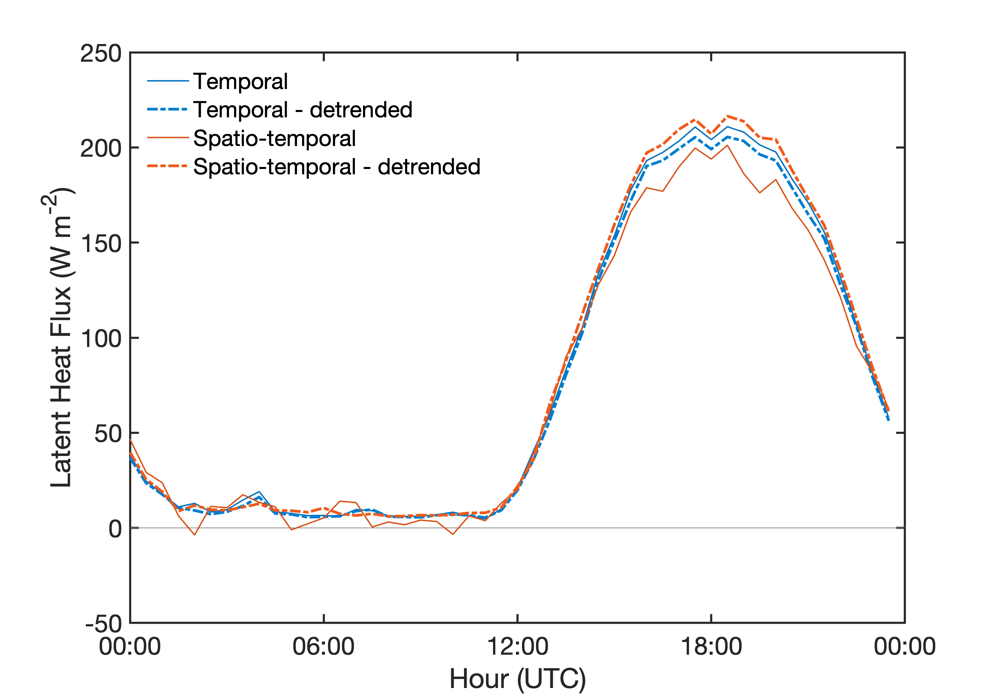 250
200
150
100
50
0
-50
Temporal
Temporal - detrended
Spatio-temporal
Spatio-temporal - detrended
Latent Heat Flux (W m⁻²)
00:00 06:00 12:00 18:00 00:00
Hour (UTC)